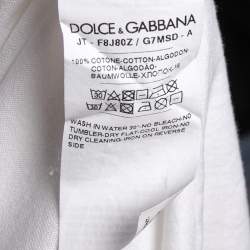 DOLCE & GABBANA
JT - F8J80Z / G7MSD - A
100% COTONE-COTTON-ALGODON
COTON-ALGODÃO-
BAUMWOLLE-ΧΛΟΠΟΚ
WASH IN WATER 30°-NO BLEACHING
TUMBLER-DRY FLAT-COOL IRON-NO
DRY CLEANING-IRON ON REVERSE
SIDE